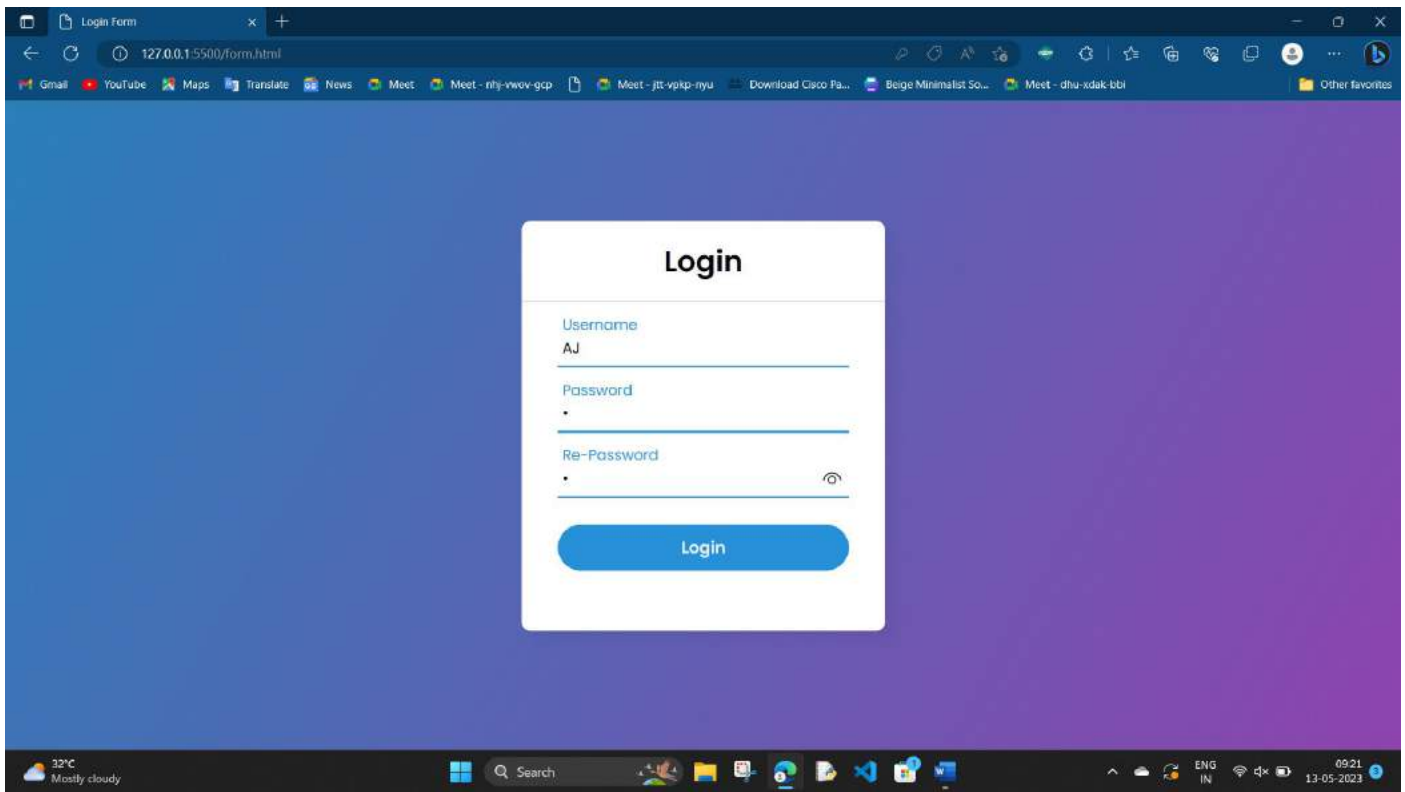 Login Form
127.0.0.1:5500/form.html
Gmail YouTube Maps Translate News Meet Meet - nhj-vwov-gcp Meet - jtt-vpkp-nyu Download Cisco Pa... Beige Minimalist So... Meet - dhu-xdak-bbi Other favorites
Login
Username
AJ
Password
•
Re-Password
•
Login
32°C
Mostly cloudy
Search
ENG
IN
09:21
13-05-2023
3